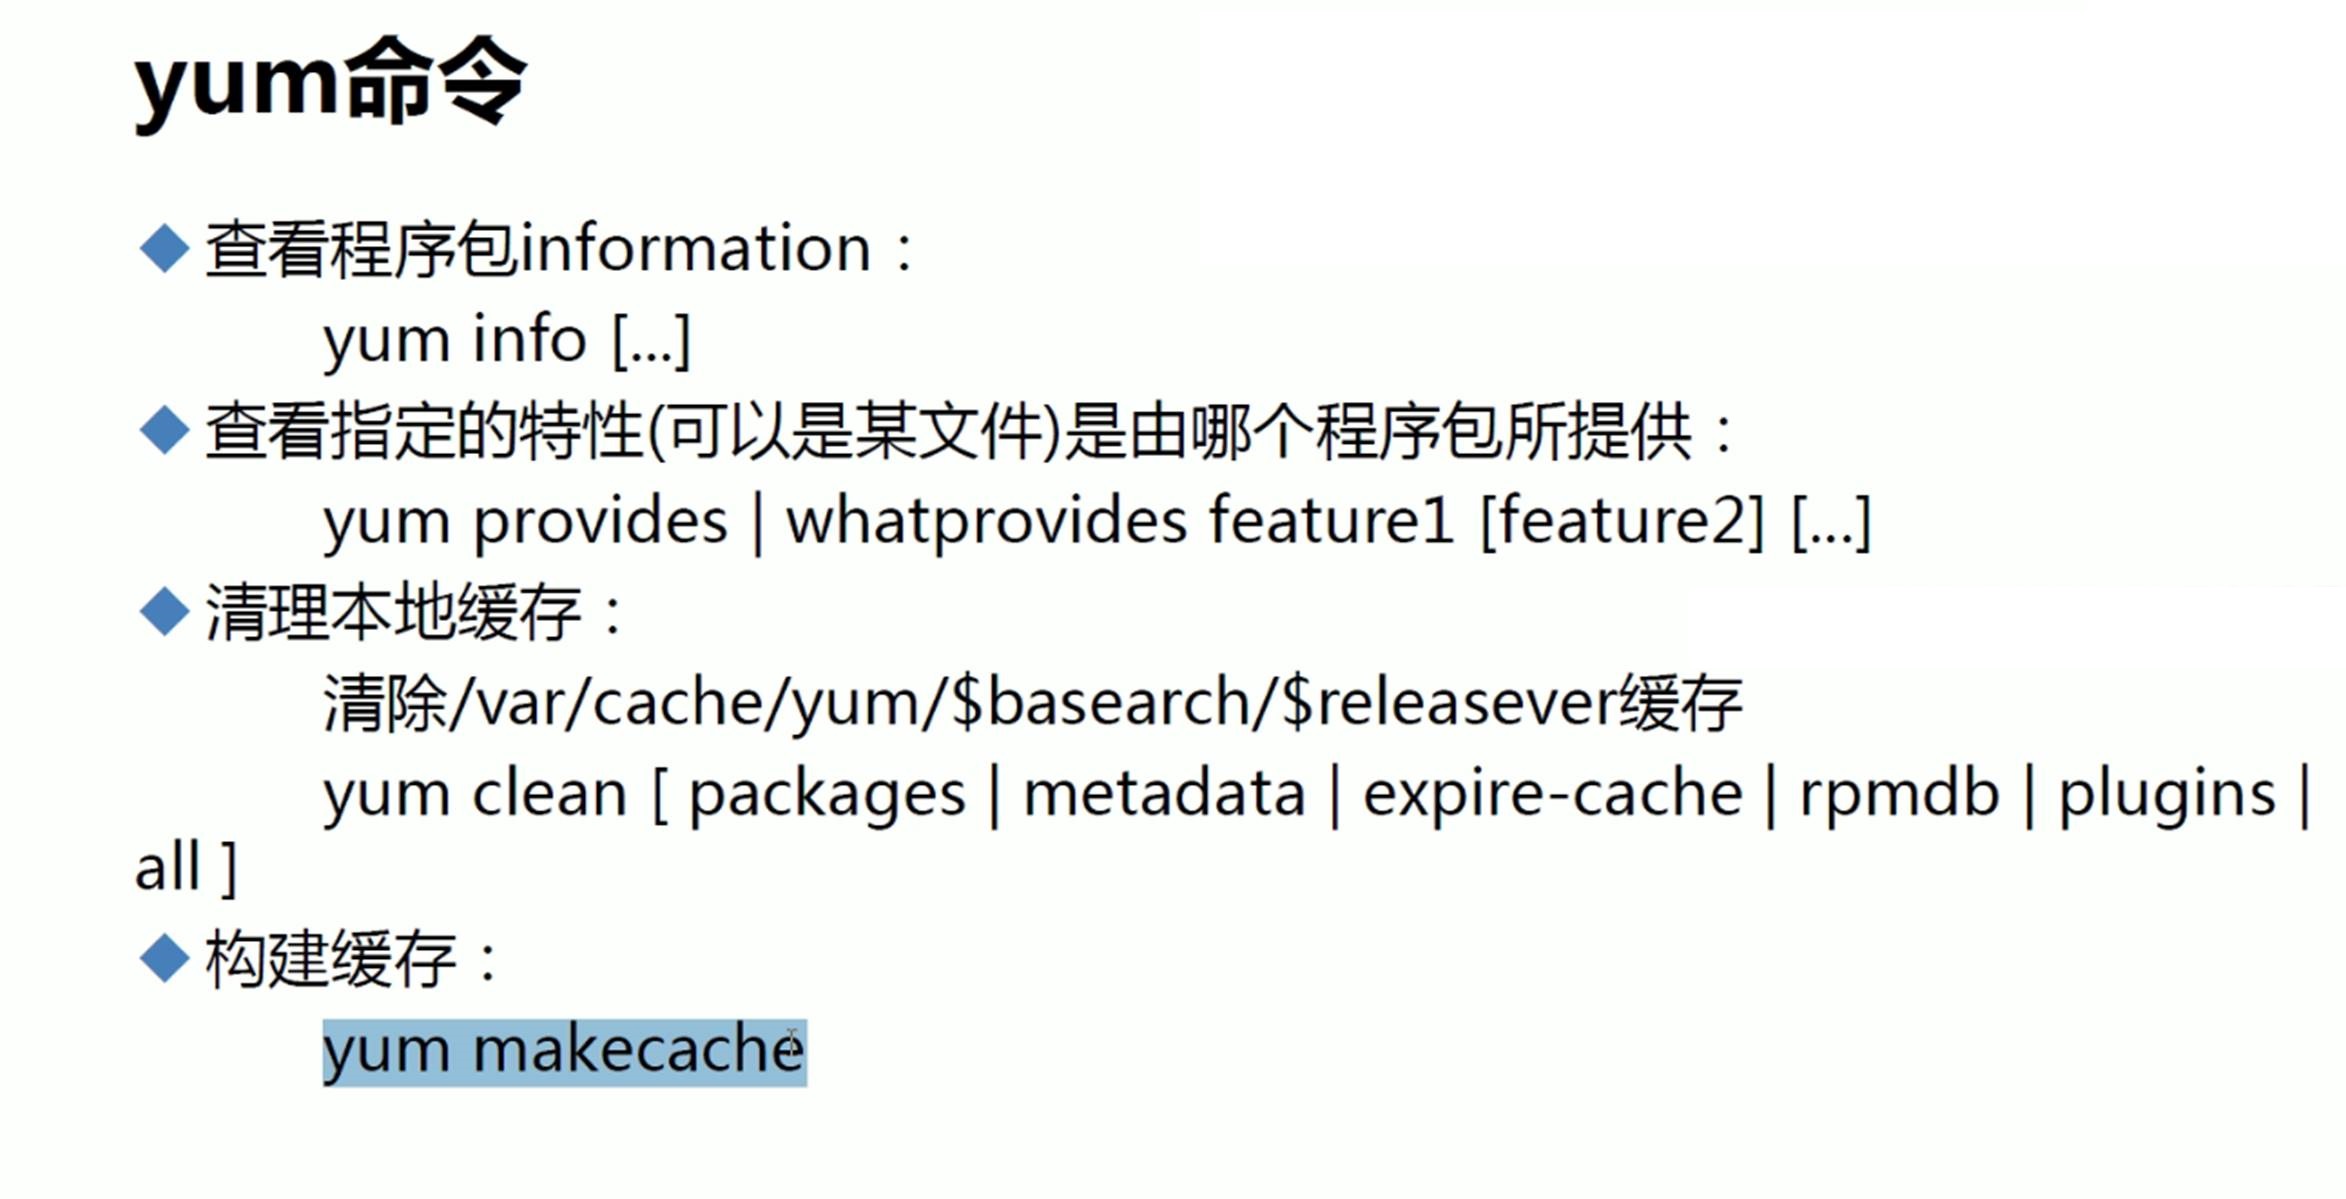 yum命令
查看程序包information：
yum info [...]
查看指定的特性(可以是某文件)是由哪个程序包所提供：
yum provides | whatprovides feature1 [feature2] [...]
清理本地缓存：
清除/var/cache/yum/$basearch/$releasever缓存
yum clean [ packages | metadata | expire-cache | rpmdb | plugins |
all ]
构建缓存：
yum makecache